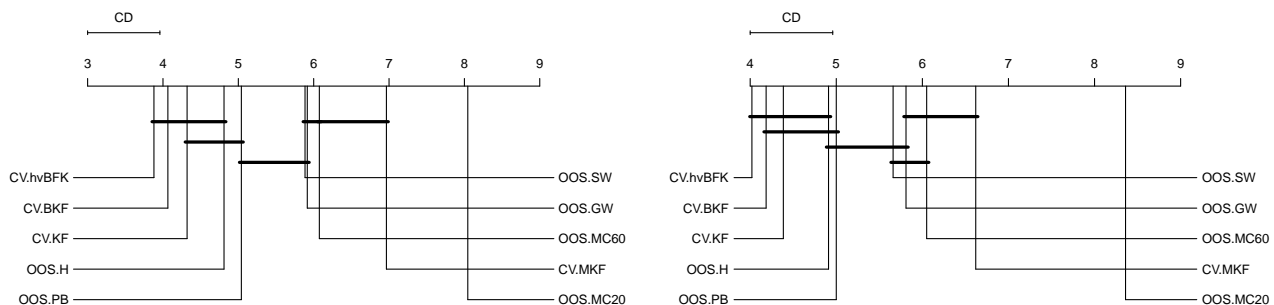 CD
3 4 5 6 7 8 9
CV.hvBFK
CV.BKF
CV.KF
OOS.H
OOS.PB
OOS.SW
OOS.GW
OOS.MC60
CV.MKF
OOS.MC20
CD
4 5 6 7 8 9
CV.hvBFK
CV.BKF
CV.KF
OOS.H
OOS.PB
OOS.SW
OOS.GW
OOS.MC60
CV.MKF
OOS.MC20